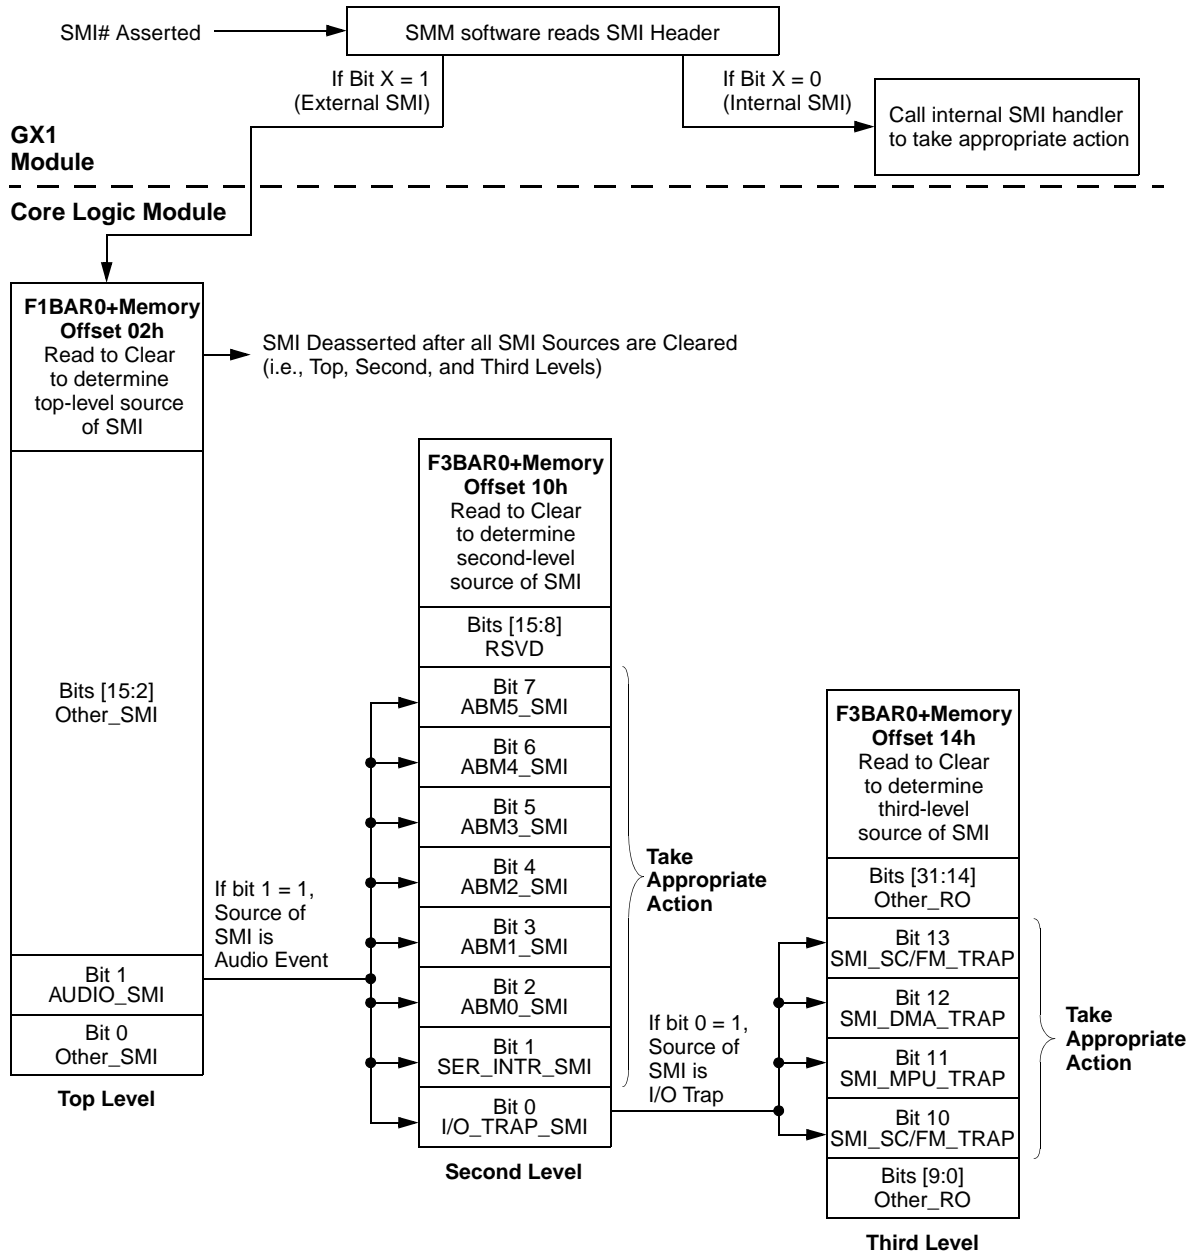 SMI# Asserted
SMM software reads SMI Header
If Bit X = 1
(External SMI)
If Bit X = 0
(Internal SMI)
Call internal SMI handler
to take appropriate action
GX1
Module
Core Logic Module
F1BAR0+Memory
Offset 02h
Read to Clear
to determine
top-level source
of SMI
SMI Deasserted after all SMI Sources are Cleared
(i.e., Top, Second, and Third Levels)
Bits [15:2]
Other_SMI
Bit 1
AUDIO_SMI
Bit 0
Other_SMI
Top Level
If bit 1 = 1,
Source of
SMI is
Audio Event
F3BAR0+Memory
Offset 10h
Read to Clear
to determine
second-level
source of SMI
Bits [15:8]
RSVD
Bit 7
ABM5_SMI
Bit 6
ABM4_SMI
Bit 5
ABM3_SMI
Bit 4
ABM2_SMI
Bit 3
ABM1_SMI
Bit 2
ABM0_SMI
Bit 1
SER_INTR_SMI
Bit 0
I/O_TRAP_SMI
Second Level
Take
Appropriate
Action
If bit 0 = 1,
Source of
SMI is
I/O Trap
F3BAR0+Memory
Offset 14h
Read to Clear
to determine
third-level
source of SMI
Bits [31:14]
Other_RO
Bit 13
SMI_SC/FM_TRAP
Bit 12
SMI_DMA_TRAP
Bit 11
SMI_MPU_TRAP
Bit 10
SMI_SC/FM_TRAP
Bits [9:0]
Other_RO
Third Level
Take
Appropriate
Action